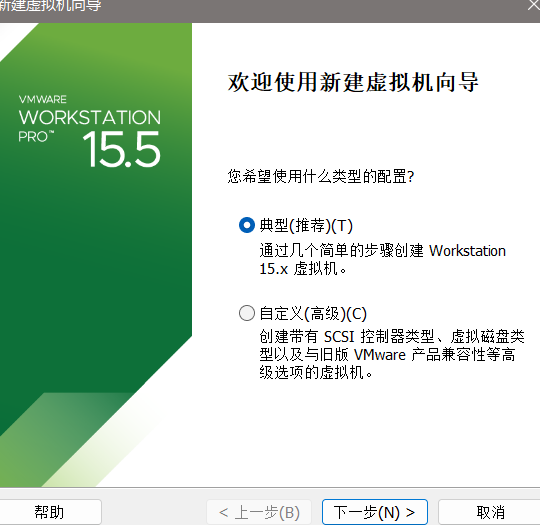 新建虚拟机向导
欢迎使用新建虚拟机向导
VMWARE
WORKSTATION
PRO™ 15.5
您希望使用什么类型的配置?
典型(推荐)(T)
通过几个简单的步骤创建 Workstation
15.x 虚拟机。
自定义(高级)(C)
创建带有 SCSI 控制器类型、虚拟磁盘类
型以及与旧版 VMware 产品兼容性等高
级选项的虚拟机。
帮助
< 上一步(B)
下一步(N) >
取消